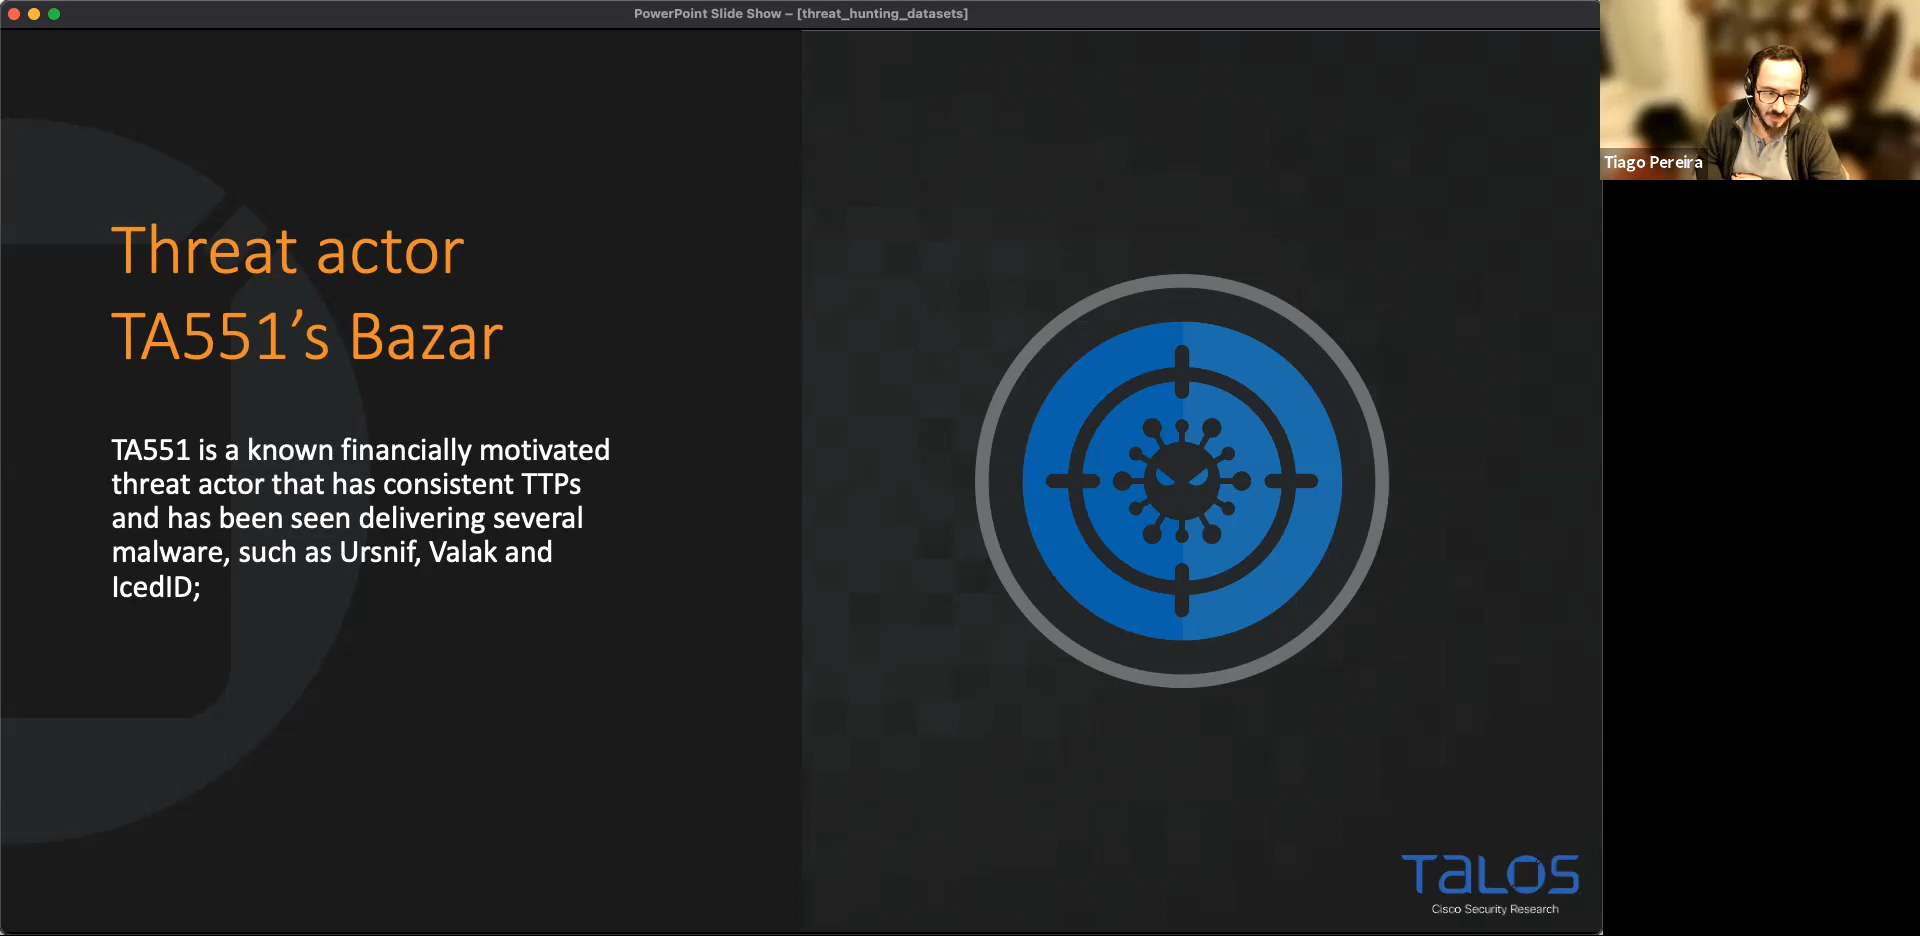 PowerPoint Slide Show – [threat_hunting_datasets]
Threat actor
TA551’s Bazar
TA551 is a known financially motivated
threat actor that has consistent TTPs
and has been seen delivering several
malware, such as Ursnif, Valak and
IcedID;
Tiago Pereira
TALOS
Cisco Security Research